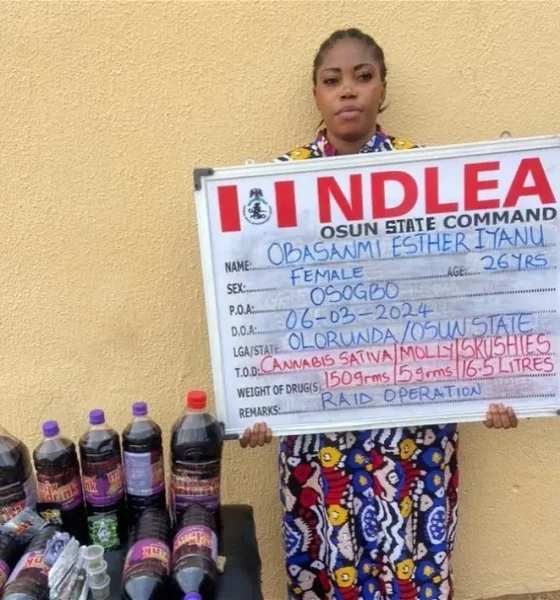 NDLEA
OSUN STATE COMMAND
NAME: OBASANMI ESTHER IYANU
SEX: FEMALE AGE: 26YRS
P.O.A: OSOGBO
D.O.A: 06-03-2024
LGA/STATE OLORUNDA/OSUN STATE
T.O.D: CANNABIS SATIVA|MOLLY|SKUSHIES
WEIGHT OF DRUG(S) 150grms|5grms|16.5 LITRES
REMARKS: RAID OPERATION